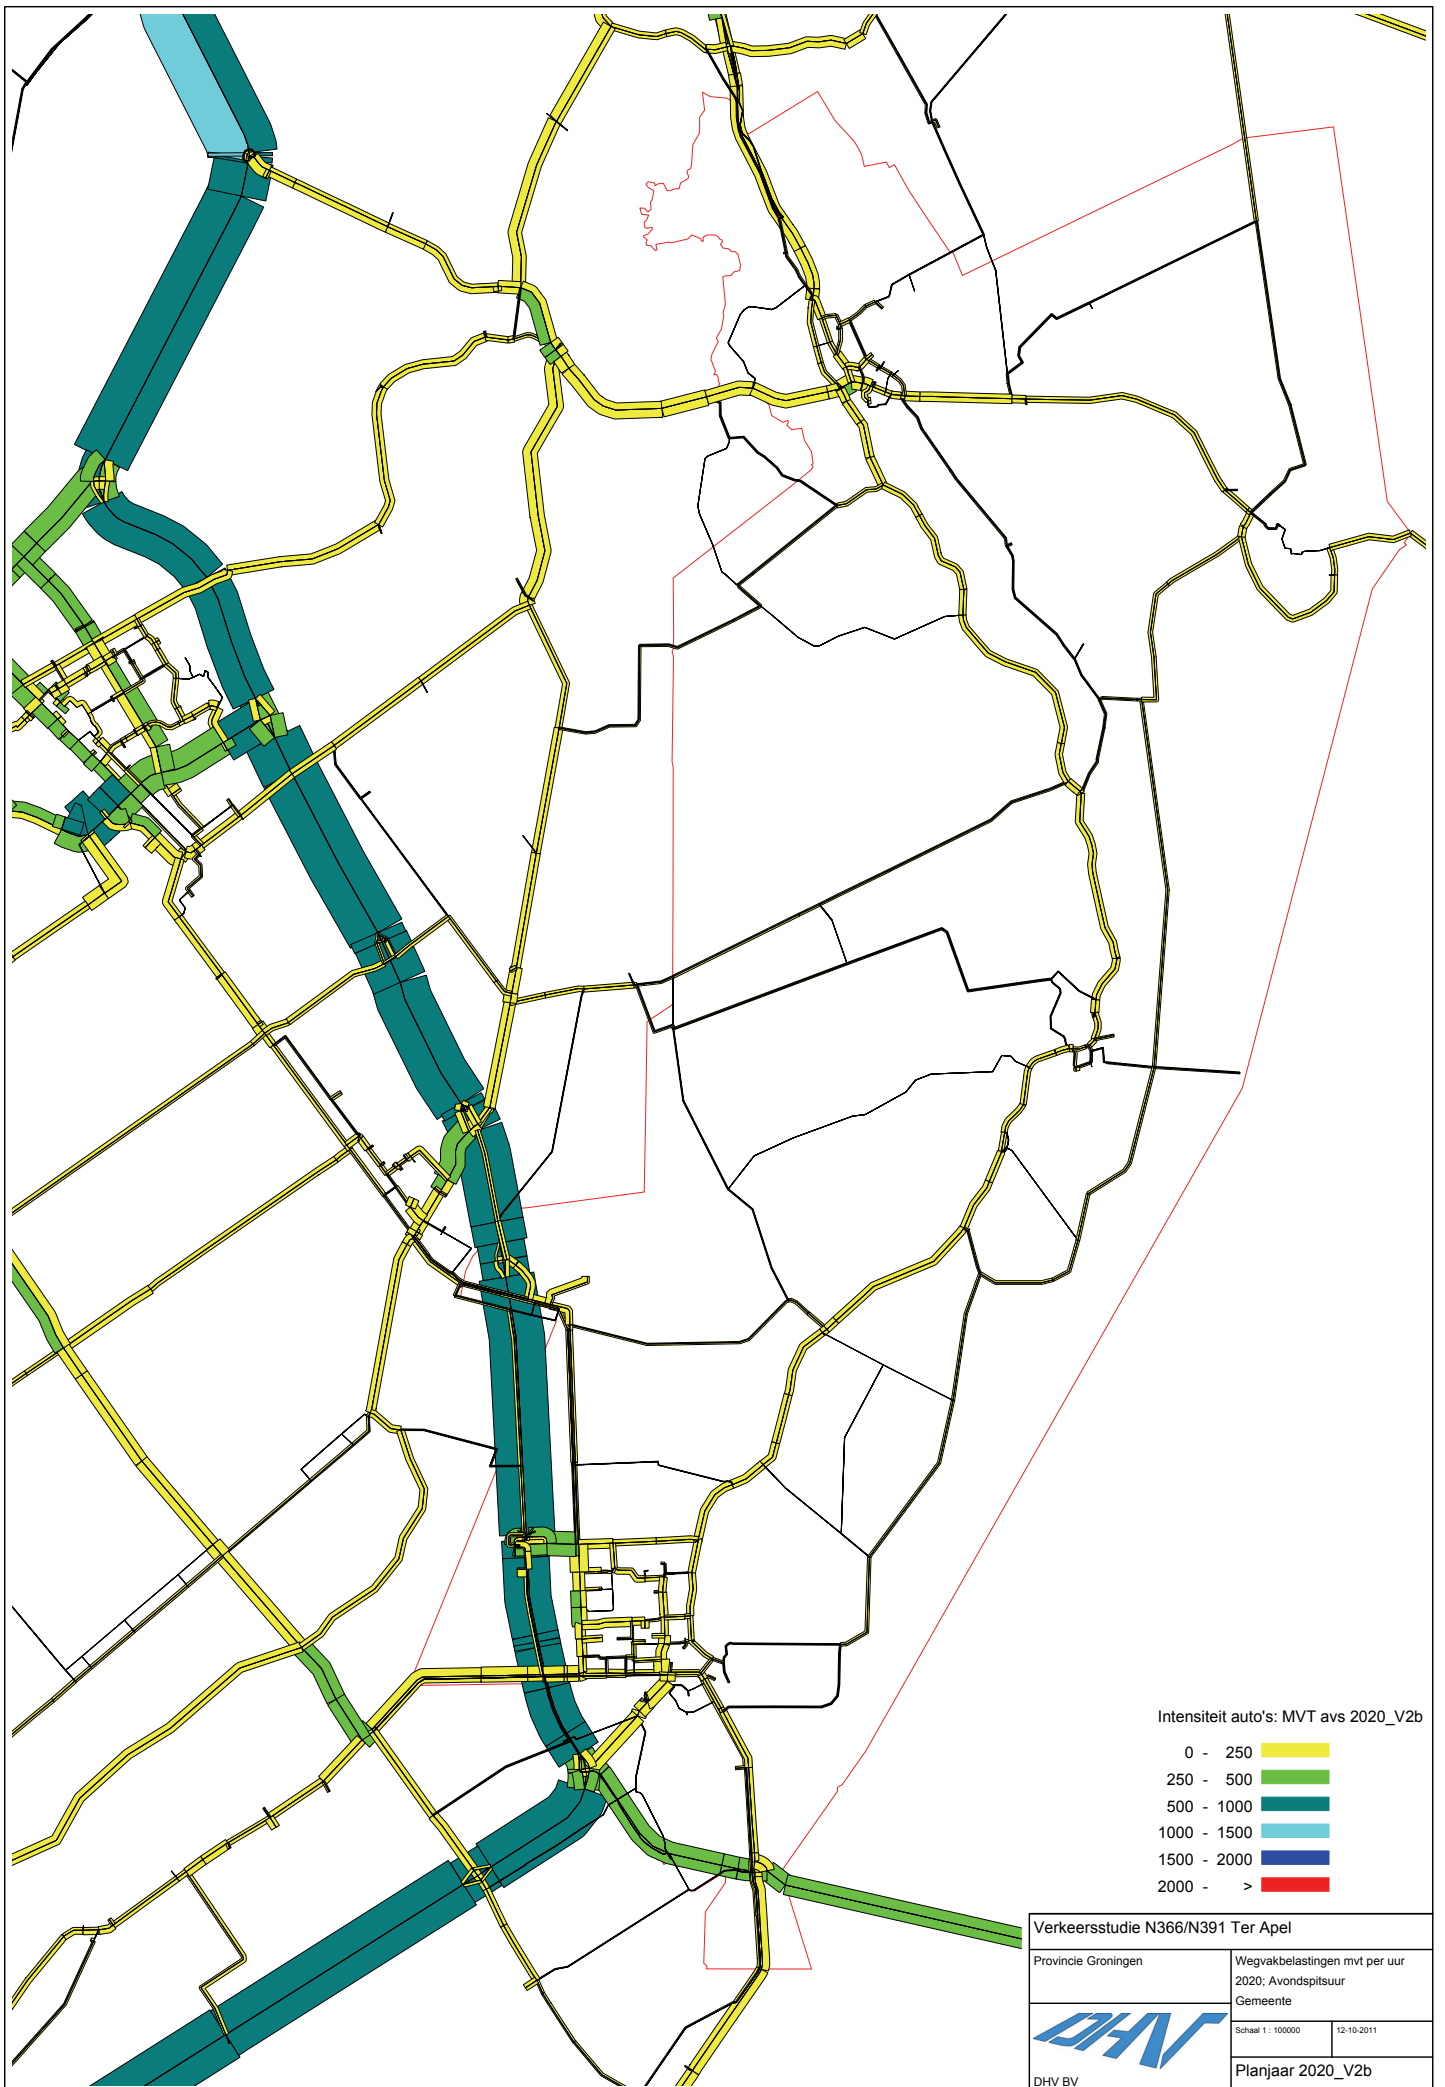 Intensiteit auto's: MVT avs 2020_V2b
0 - 250
250 - 500
500 - 1000
1000 - 1500
1500 - 2000
2000 - >
Verkeersstudie N366/N391 Ter Apel
Provincie Groningen
Wegvakbelastingen mvt per uur
2020; Avondspitsuur
Gemeente
Schaal 1 : 100000
12-10-2011
DHV
DHV BV
Planjaar 2020_V2b